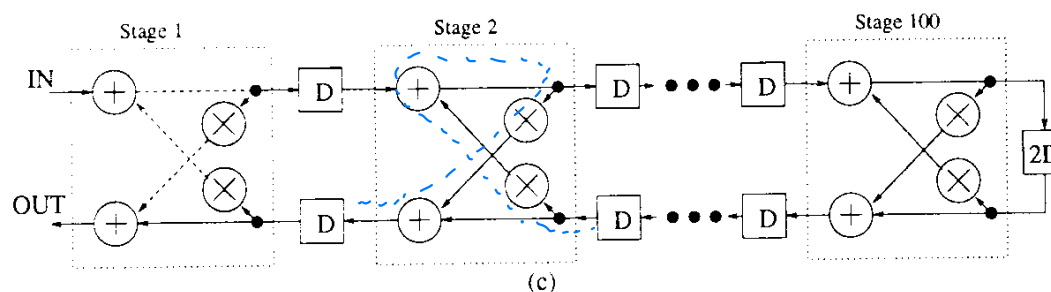 Stage 1
Stage 2
Stage 100
IN
D
D
D
2D
OUT
D
D
D
(c)